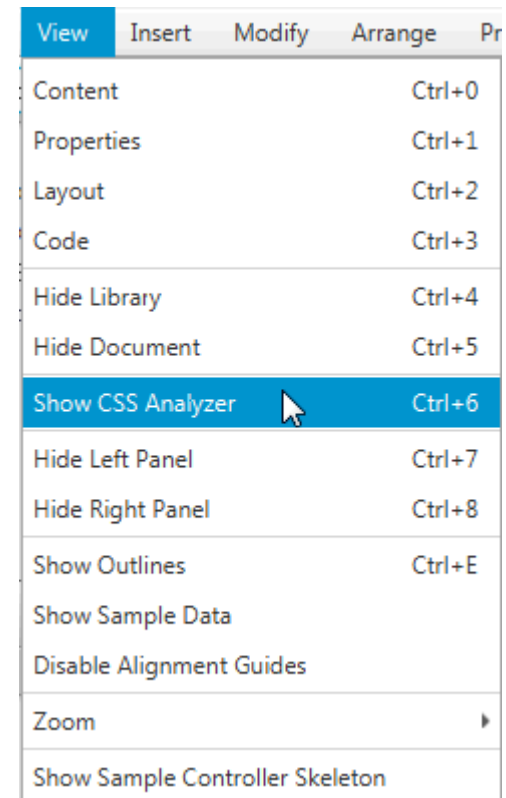 View Insert Modify Arrange Pr
Content Ctrl+0
Properties Ctrl+1
Layout Ctrl+2
Code Ctrl+3
Hide Library Ctrl+4
Hide Document Ctrl+5
Show CSS Analyzer Ctrl+6
Hide Left Panel Ctrl+7
Hide Right Panel Ctrl+8
Show Outlines Ctrl+E
Show Sample Data
Disable Alignment Guides
Zoom
Show Sample Controller Skeleton